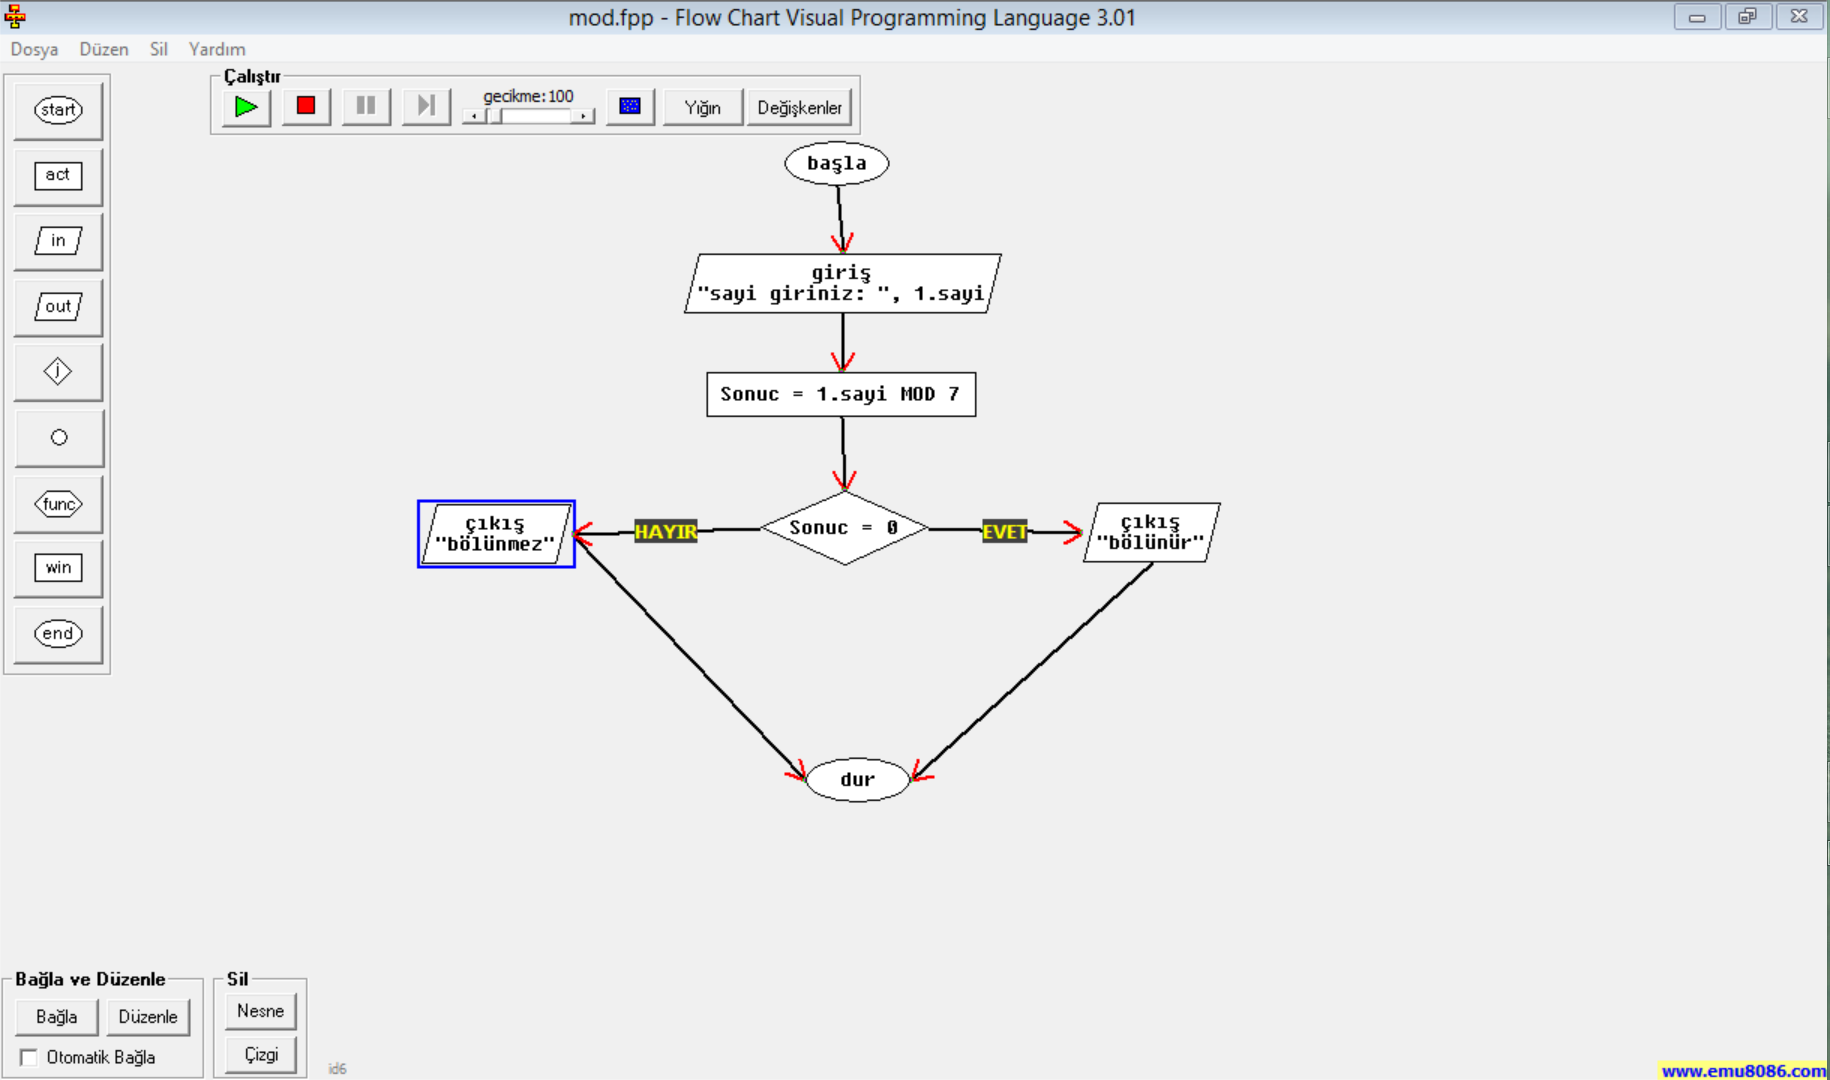 mod.fpp - Flow Chart Visual Programming Language 3.01
Dosya Düzen Sil Yardım
Çalıştır
gecikme:100
Yığın
Değişkenler
start
act
in
out
j
func
win
end
başla
giriş
"sayi giriniz: ", 1.sayi
Sonuc = 1.sayi MOD 7
Sonuc = 0
HAYIR
EVET
çıkış
"bölünmez"
çıkış
"bölünür"
dur
Bağla ve Düzenle
Bağla
Düzenle
Otomatik Bağla
Sil
Nesne
Çizgi
id6
www.emu8086.com